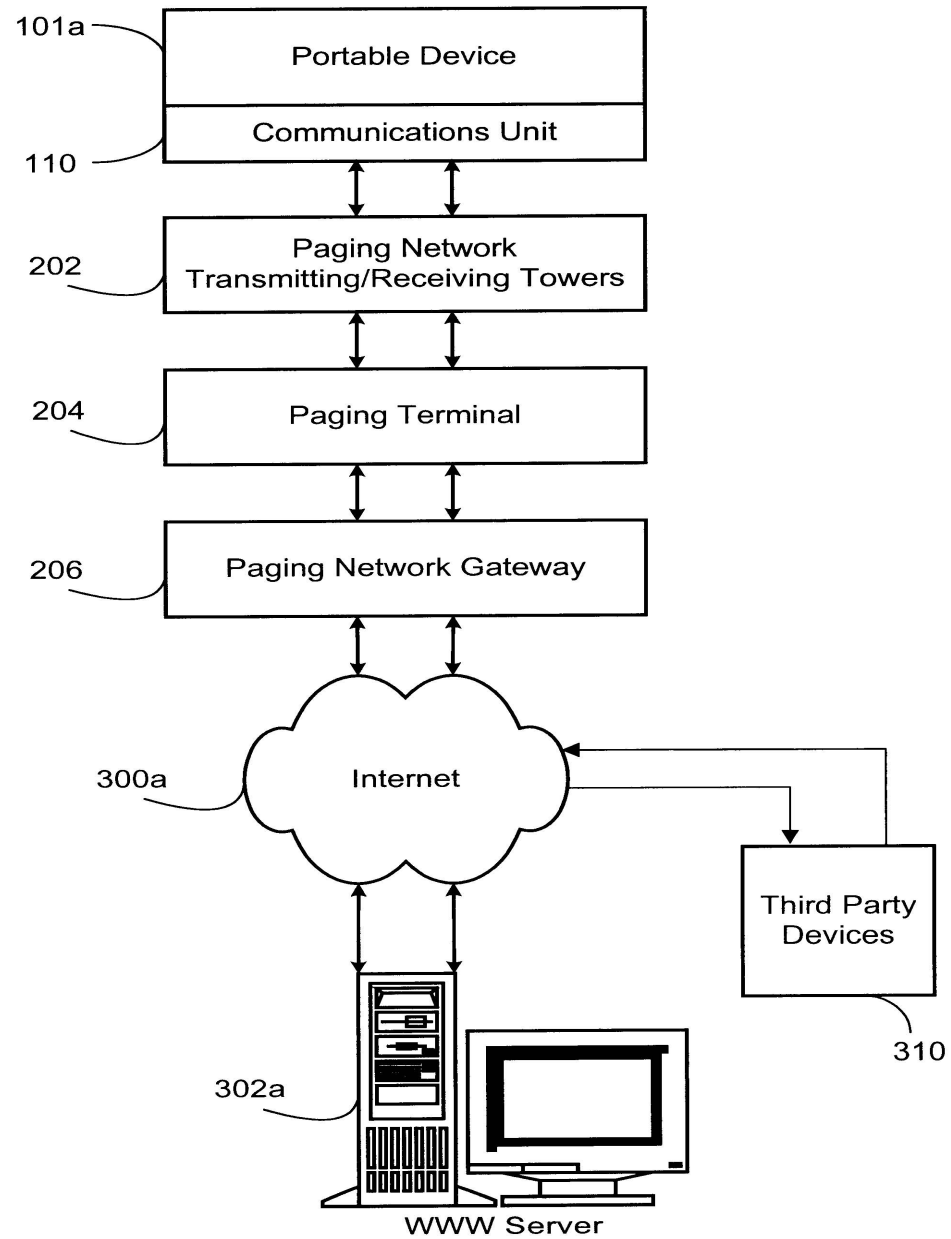 101a
Portable Device
Communications Unit
110
Paging Network
Transmitting/Receiving Towers
202
204
Paging Terminal
206
Paging Network Gateway
300a
Internet
Third Party
Devices
310
302a
WWW Server